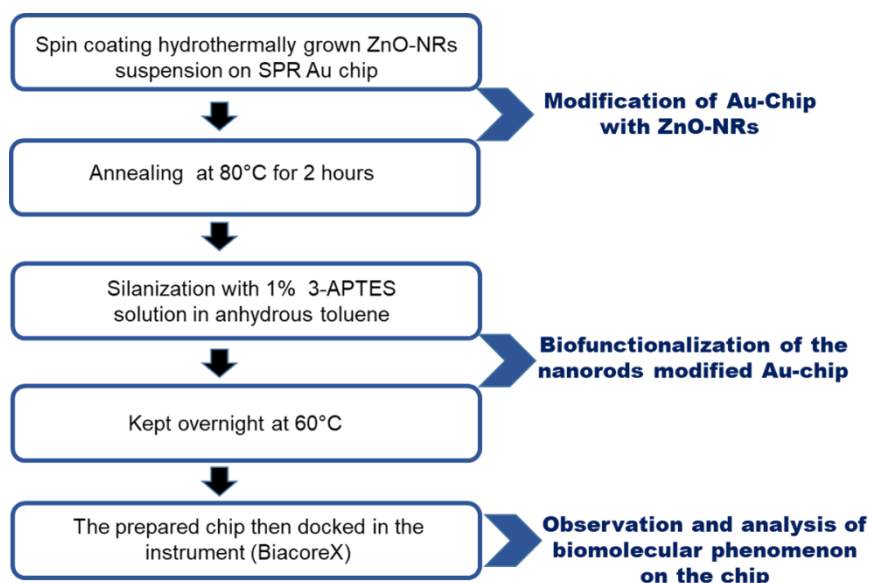 Spin coating hydrothermally grown ZnO-NRs
suspension on SPR Au chip
Modification of Au-Chip
with ZnO-NRs
Annealing at 80°C for 2 hours
Silanization with 1% 3-APTES
solution in anhydrous toluene
Biofunctionalization of the
nanorods modified Au-chip
Kept overnight at 60°C
The prepared chip then docked in the
instrument (BiacoreX)
Observation and analysis of
biomolecular phenomenon
on the chip